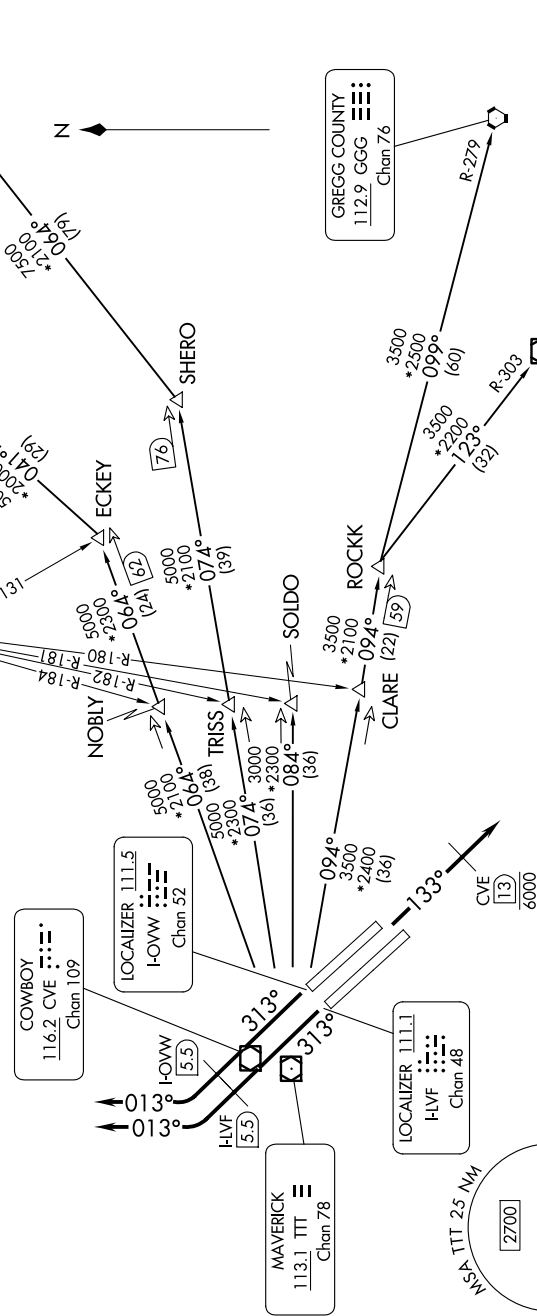 N
7500
*2100
064°
(79)
*2000
041°
(29)
131
ECKEY
62
SHERO
76
5000
*2300
064°
(24)
R-184
R-182
R-181
R-180
NOBLY
5000
*2100
074°
(39)
TRISS
SOLDO
5000
*2100
064°
(38)
5000
*2300
074°
(36)
3000
*2300
084°
(36)
3500
*2100
094°
(22)
CLARE
59
ROCKK
094°
3500
*2400
(36)
3500
*2500
099°
(60)
R-279
3500
*2200
123°
(32)
R-303
GREGG COUNTY
112.9 GGG
Chan 76
COWBOY
116.2 CVE
Chan 109
LOCALIZER 111.5
I-OVW
Chan 52
I-OVW
5.5
013°
013°
I-LVF
5.5
313°
313°
133°
CVE
13
6000
LOCALIZER 111.1
I-LVF
Chan 48
MAVERICK
113.1 TTT
Chan 78
MSA TTT 25 NM
2700